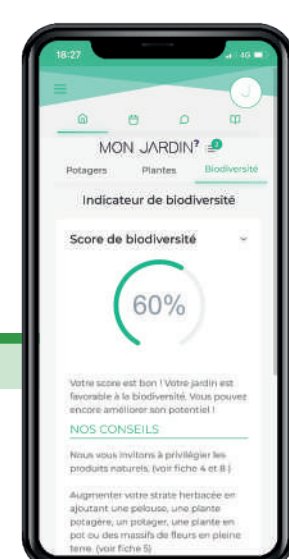 18:27
4G
J
MON JARDIN?
Potagers Plantes Biodiversité
Indicateur de biodiversité
Score de biodiversité
60%
Votre score est bon ! Votre jardin est
favorable à la biodiversité. Vous pouvez
encore améliorer son potentiel !
NOS CONSEILS
Nous vous invitons à privilégier les
produits naturels. (voir fiche 4 et 8 )
Augmenter votre strate herbacée en
ajoutant une pelouse, une plante
potagère, un potager, une plante en
pot ou des massifs de fleurs en pleine
terre. (voir fiche 5)